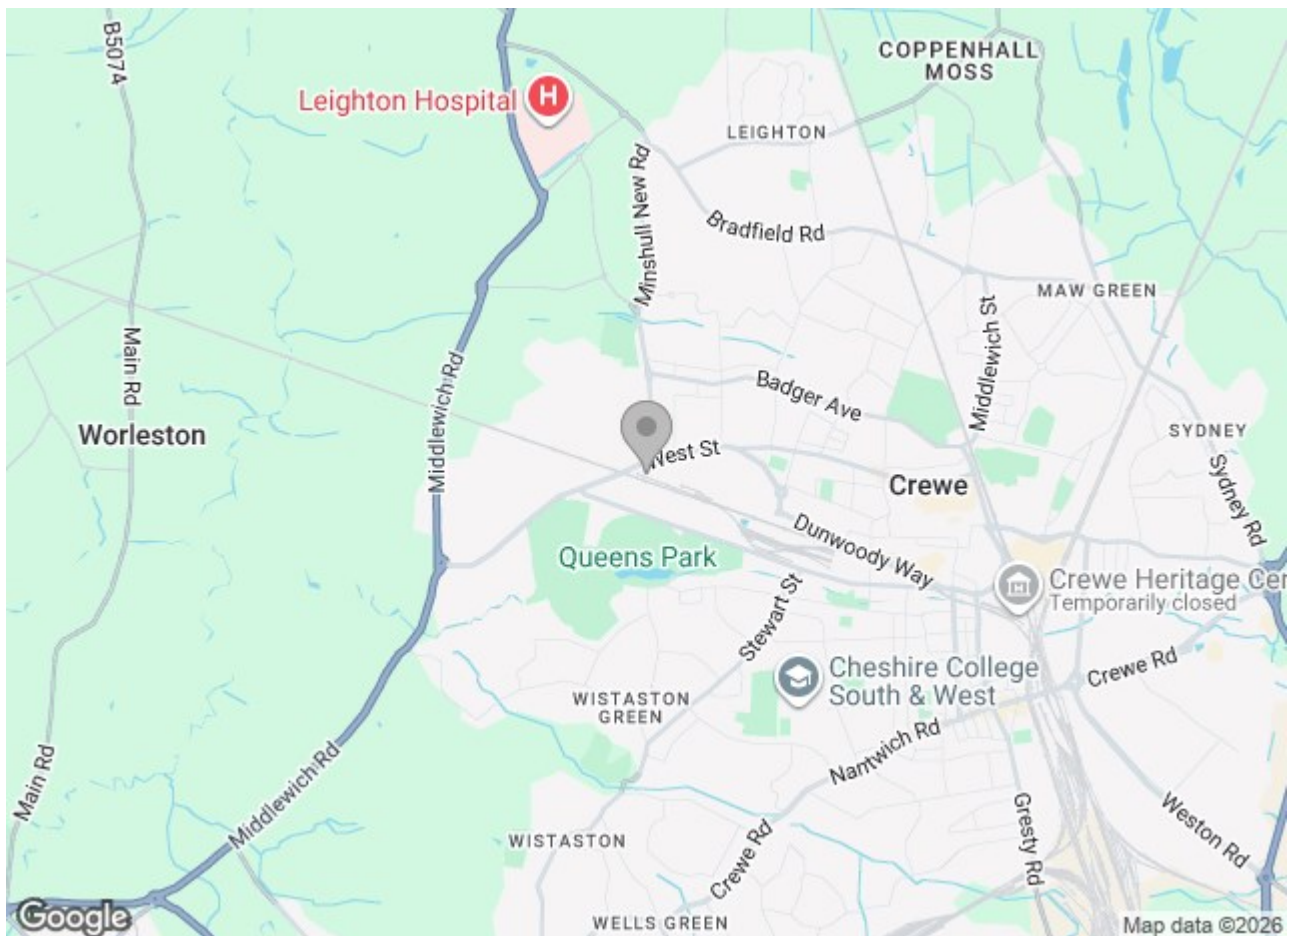 B5074
COPPENHALL
MOSS
Leighton Hospital
H
LEIGHTON
Minshull New Rd
Bradfield Rd
MAW GREEN
Middlewich St
Main Rd
Middlewich Rd
Badger Ave
Worleston
SYDNEY
West St
Crewe
Sydney Rd
Dunwoody Way
Queens Park
Crewe Heritage Cen
Temporarily closed
Stewart St
Cheshire College
South & West
Crewe Rd
WISTASTON
GREEN
Nantwich Rd
Main Rd
Middlewich Rd
Gresty Rd
Weston Rd
WISTASTON
Crewe Rd
WELLS GREEN
Google
Map data ©2026